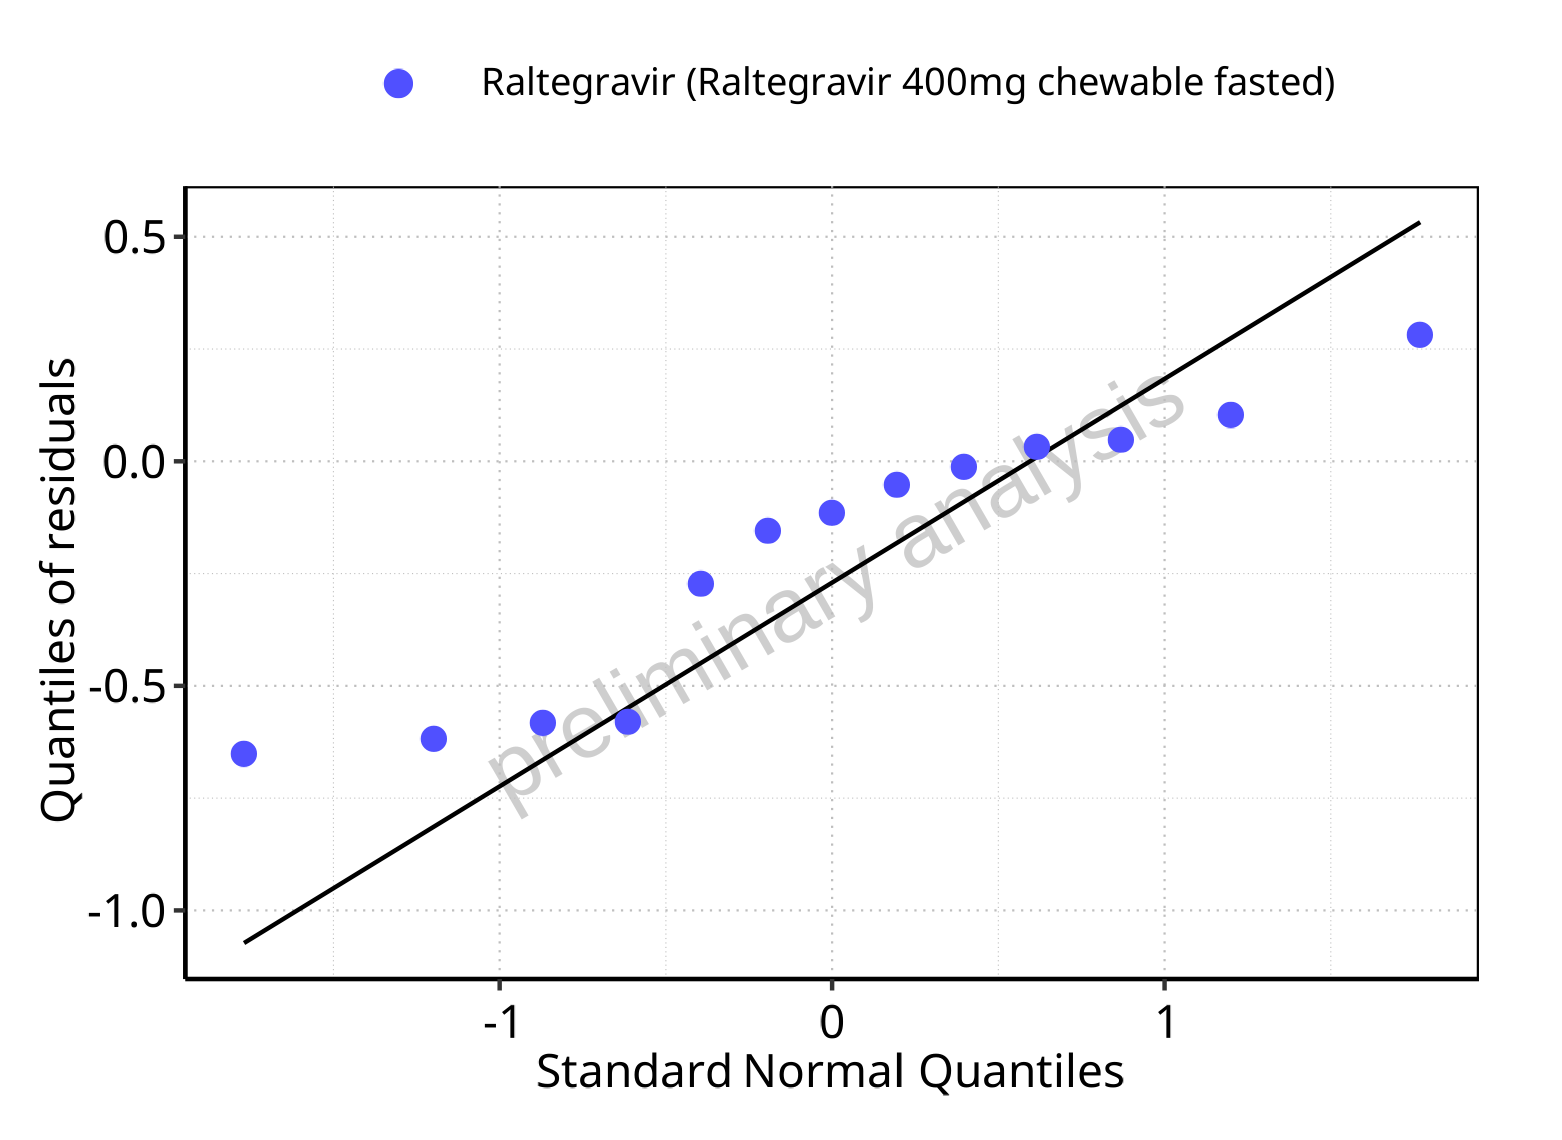 Raltegravir (Raltegravir 400mg chewable fasted)
0.5
0.0
-0.5
-1.0
Quantiles of residuals
preliminary analysis
-1 0 1
Standard Normal Quantiles